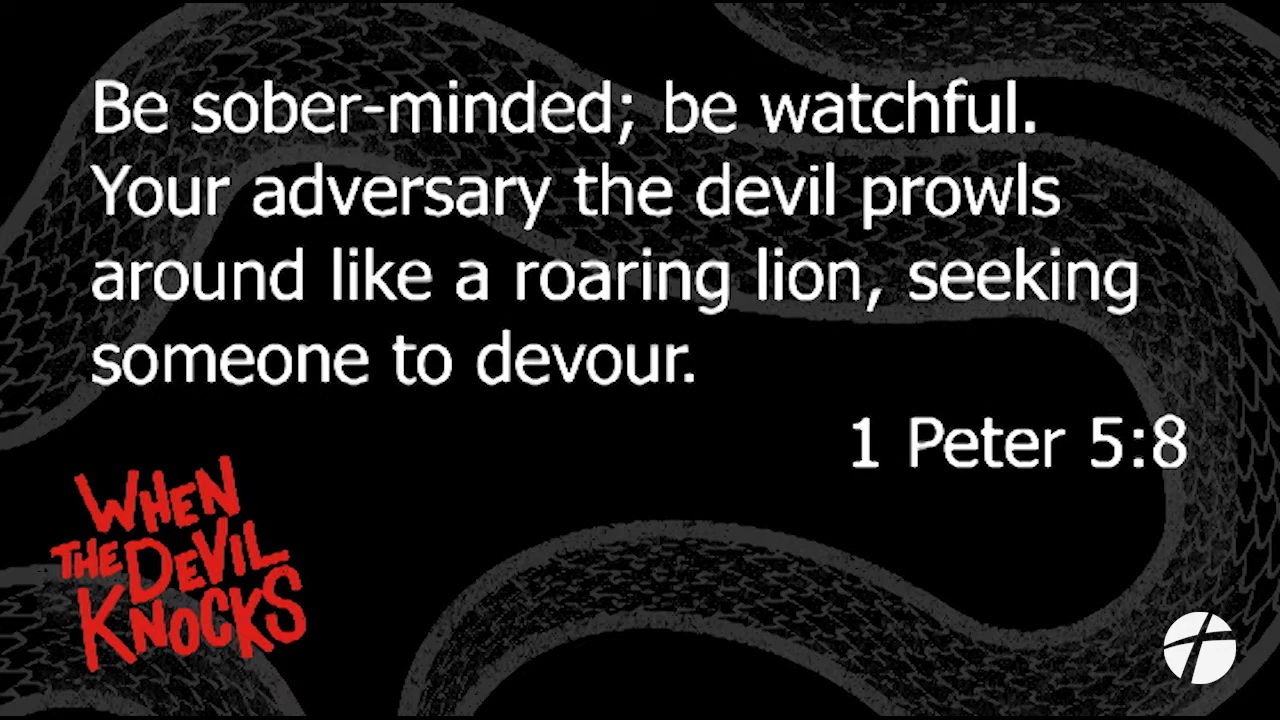 Be sober-minded; be watchful.
Your adversary the devil prowls
around like a roaring lion, seeking
someone to devour.
1 Peter 5:8
WHEN
THE DEVIL
KNOCKS